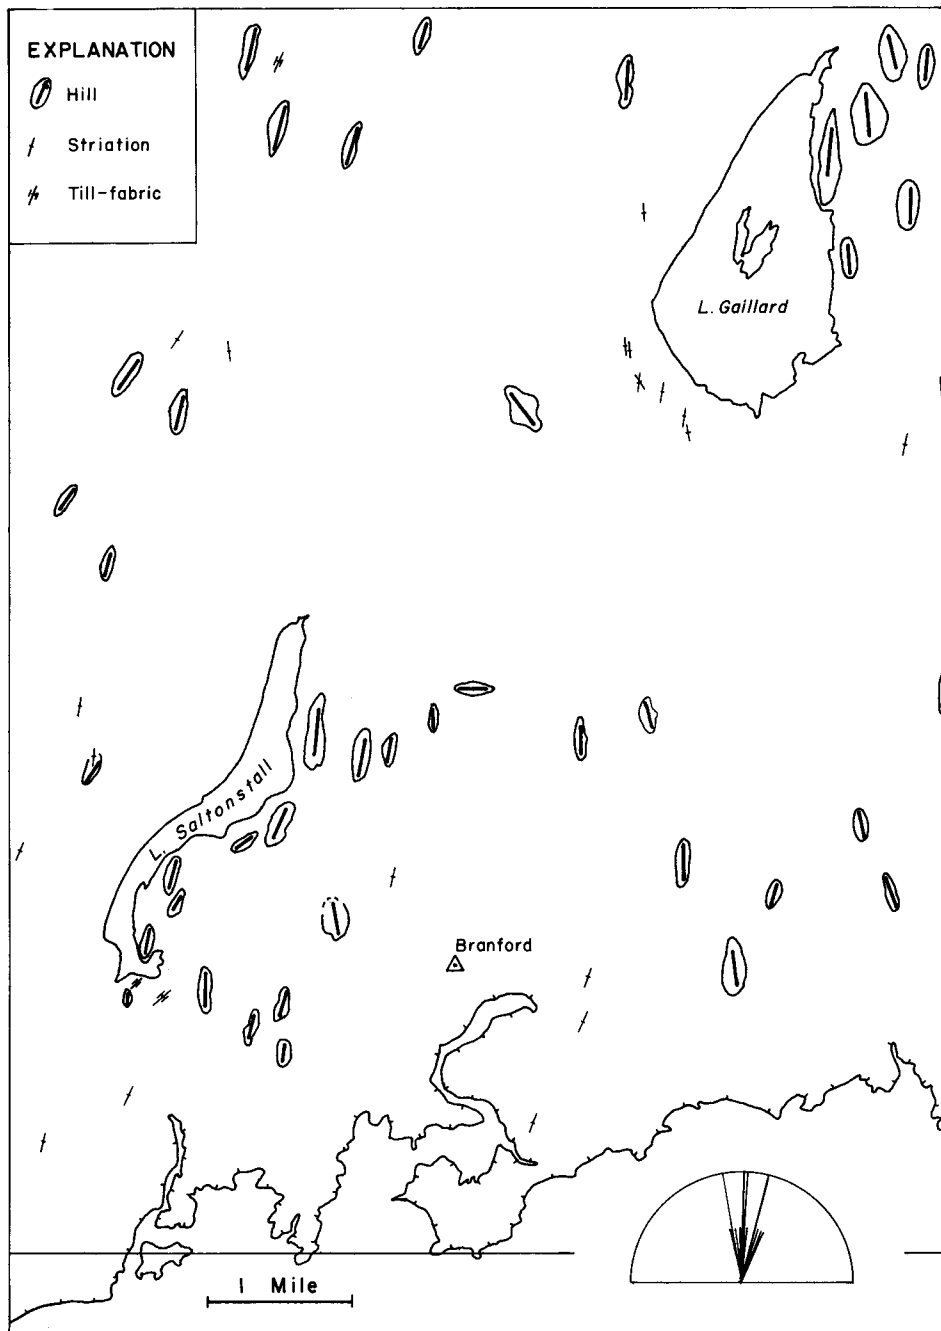 EXPLANATION
Hill
Striation
Till-fabric
L. Gaillard
L. Saltonstall
Branford
1 Mile